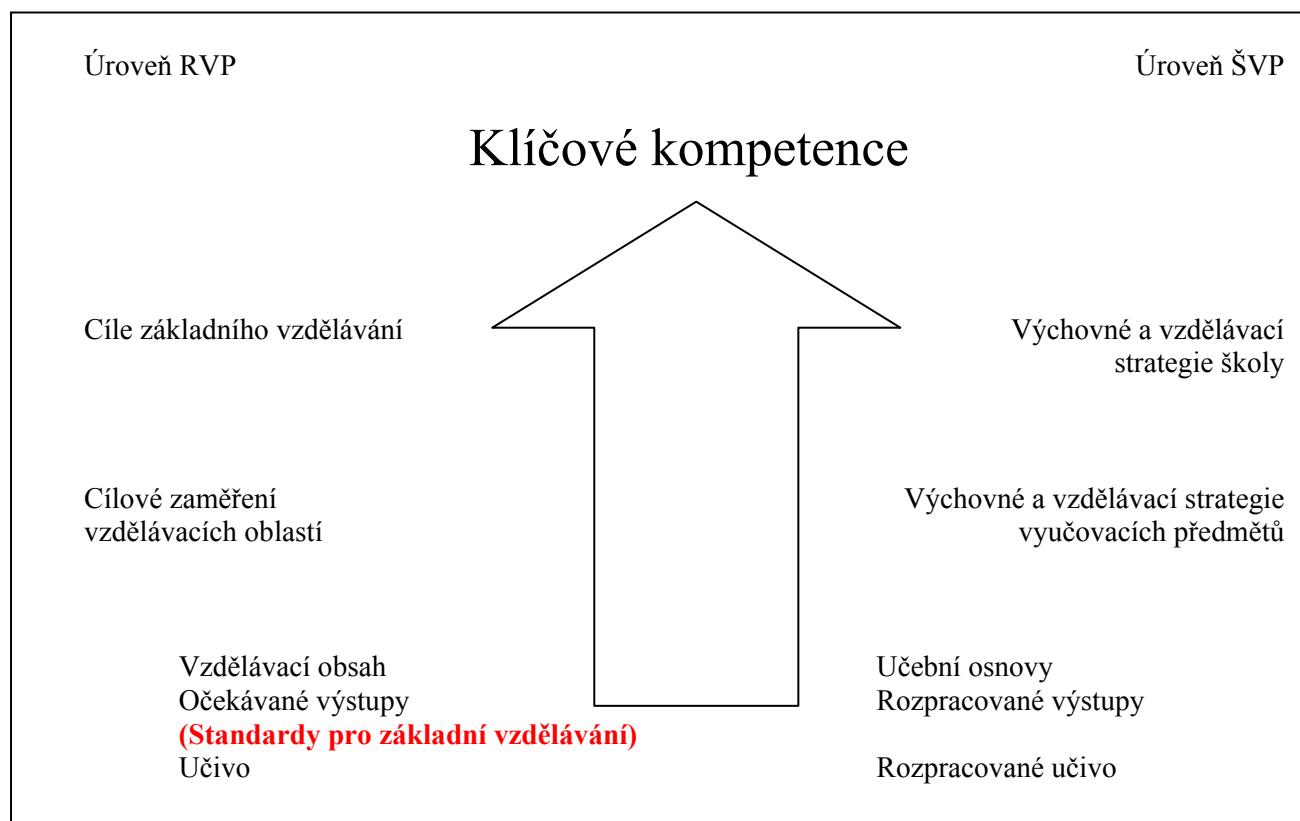 Úroveň RVP
Úroveň ŠVP
Klíčové kompetence
Cíle základního vzdělávání
Výchovné a vzdělávací
strategie školy
Cílové zaměření
vzdělávacích oblastí
Výchovné a vzdělávací strategie
vyučovacích předmětů
Vzdělávací obsah
Očekávané výstupy
(Standardy pro základní vzdělávání)
Učivo
Učební osnovy
Rozpracované výstupy
Rozpracované učivo